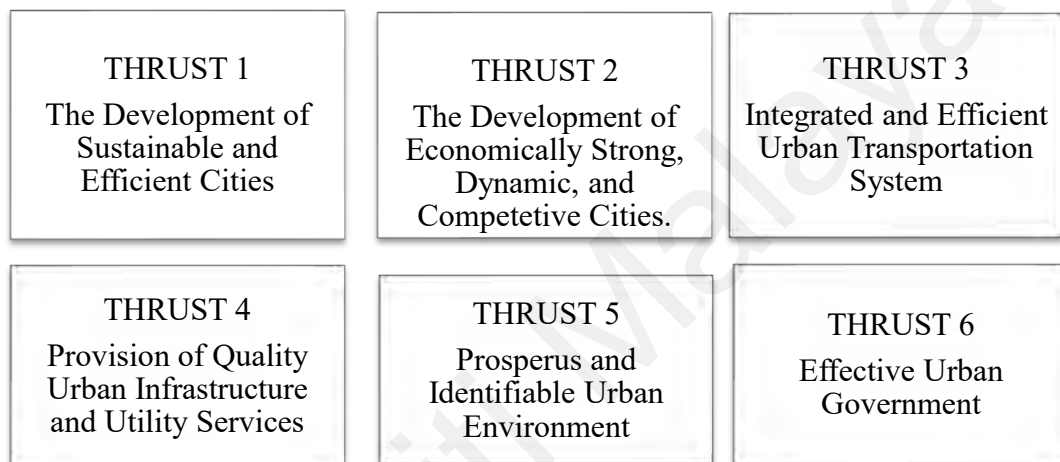 THRUST 1
The Development of
Sustainable and
Efficient Cities
THRUST 2
The Development of
Economically Strong,
Dynamic, and
Competetive Cities.
THRUST 3
Integrated and Efficient
Urban Transportation
System
THRUST 4
Provision of Quality
Urban Infrastructure
and Utility Services
THRUST 5
Prosperus and
Identifiable Urban
Environment
THRUST 6
Effective Urban
Government
iti Malaya